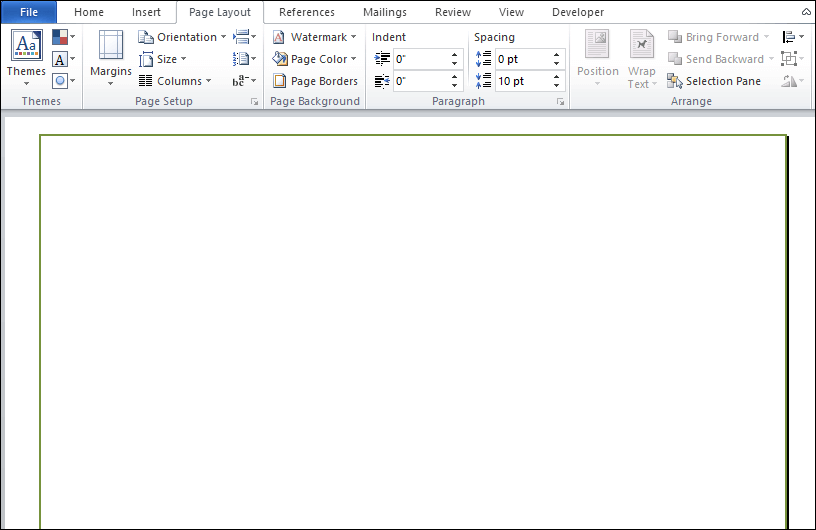 File Home Insert Page Layout References Mailings Review View Developer
Aa Orientation Watermark Indent Spacing Bring Forward
A Size Page Color 0" 0 pt Send Backward
Themes Margins Columns Page Borders 0" 10 pt Position Wrap Text Selection Pane
Themes Page Setup Page Background Paragraph Arrange